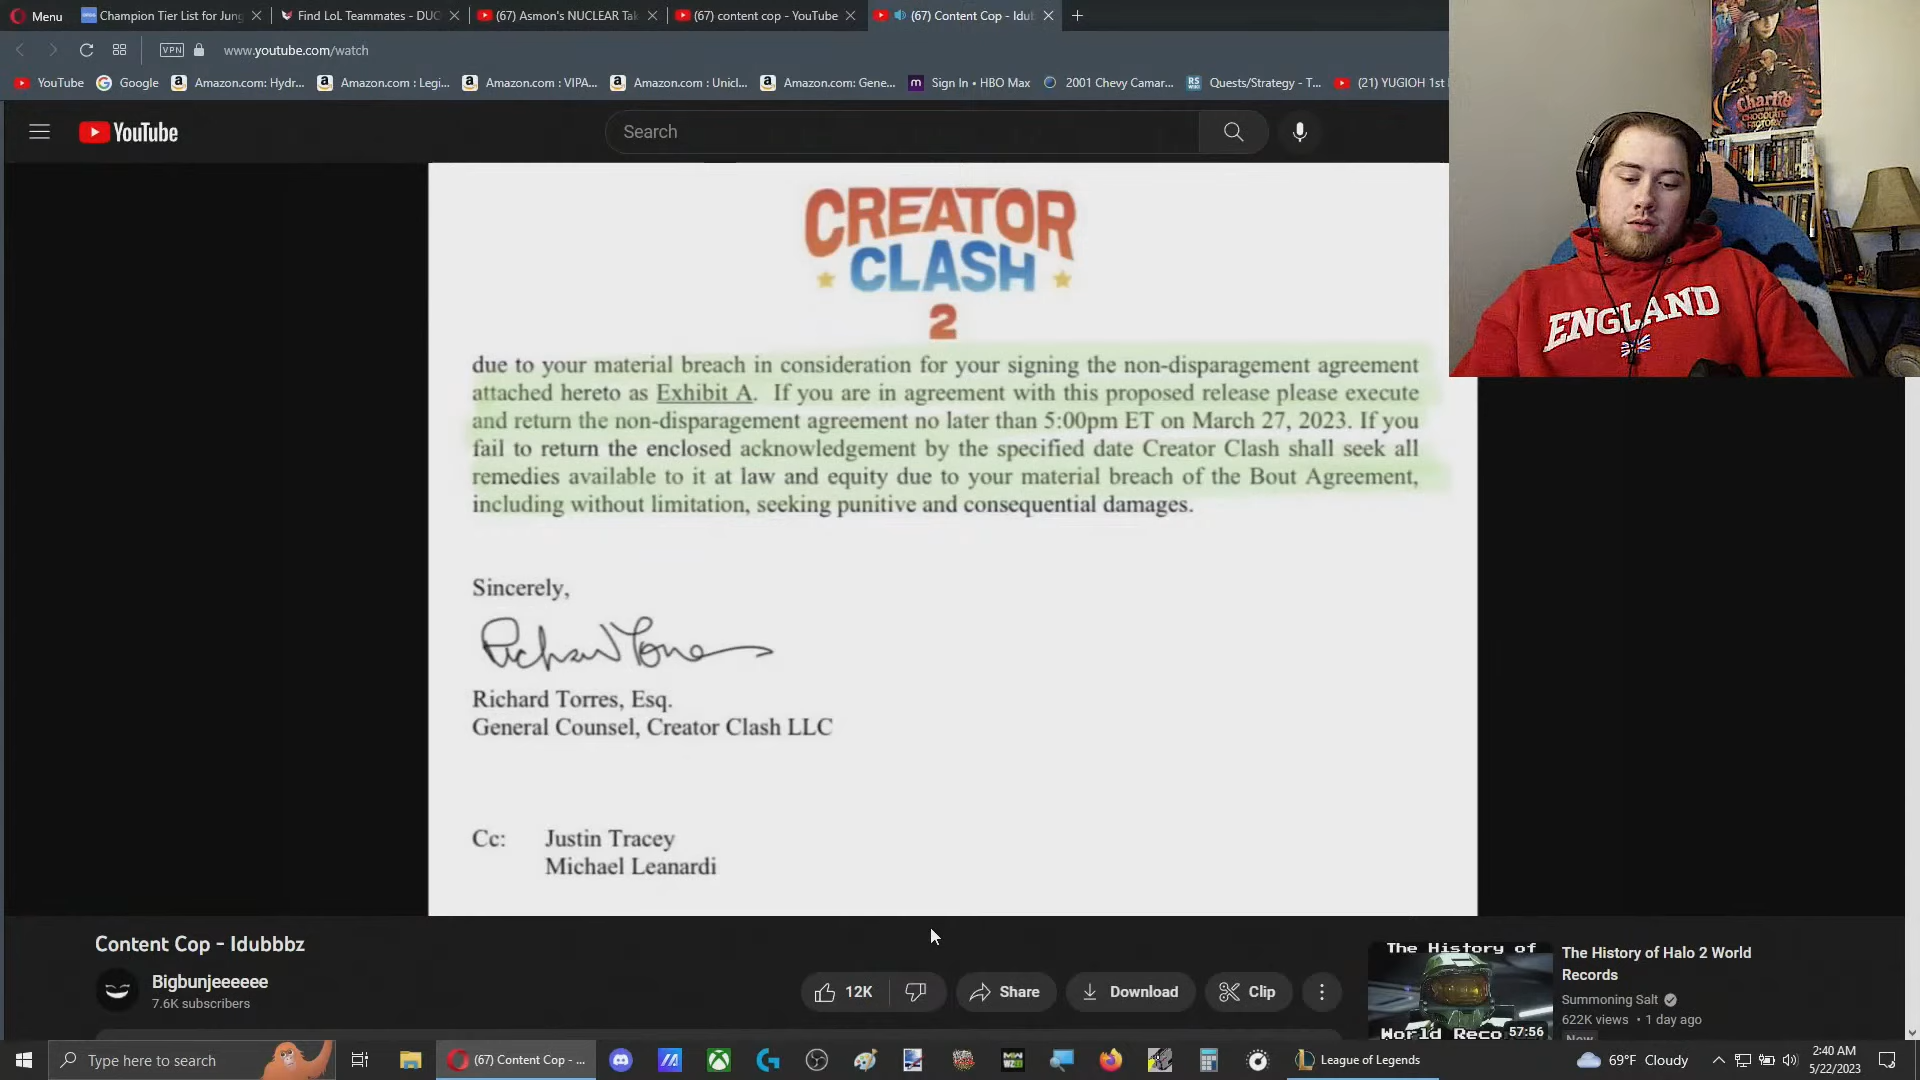 Menu
Champion Tier List for Jung
Find LoL Teammates - DUO
(67) Asmon's NUCLEAR Tak
(67) content cop - YouTube
(67) Content Cop - Idub
VPN
www.youtube.com/watch
YouTube
Google
Amazon.com: Hydr...
Amazon.com : Legi...
Amazon.com : VIPA...
Amazon.com : Unicl...
Amazon.com: Gene...
Sign In • HBO Max
2001 Chevy Camar...
Quests/Strategy - T...
(21) YUGIOH 1st
YouTube
Search
Charlie
AND THE
CHOCOLATE
FACTORY
ENGLAND
CREATOR
CLASH
2
due to your material breach in consideration for your signing the non-disparagement agreement
attached hereto as Exhibit A. If you are in agreement with this proposed release please execute
and return the non-disparagement agreement no later than 5:00pm ET on March 27, 2023. If you
fail to return the enclosed acknowledgement by the specified date Creator Clash shall seek all
remedies available to it at law and equity due to your material breach of the Bout Agreement,
including without limitation, seeking punitive and consequential damages.
Sincerely,
Richard Torres, Esq.
General Counsel, Creator Clash LLC
Cc: Justin Tracey
Michael Leanardi
Content Cop - Idubbbz
Bigbunjeeeeee
7.6K subscribers
12K
Share
Download
Clip
The History of
World Reco
57:56
The History of Halo 2 World
Records
Summoning Salt
622K views • 1 day ago
New
Type here to search
(67) Content Cop - ...
League of Legends
69°F Cloudy
2:40 AM
5/22/2023